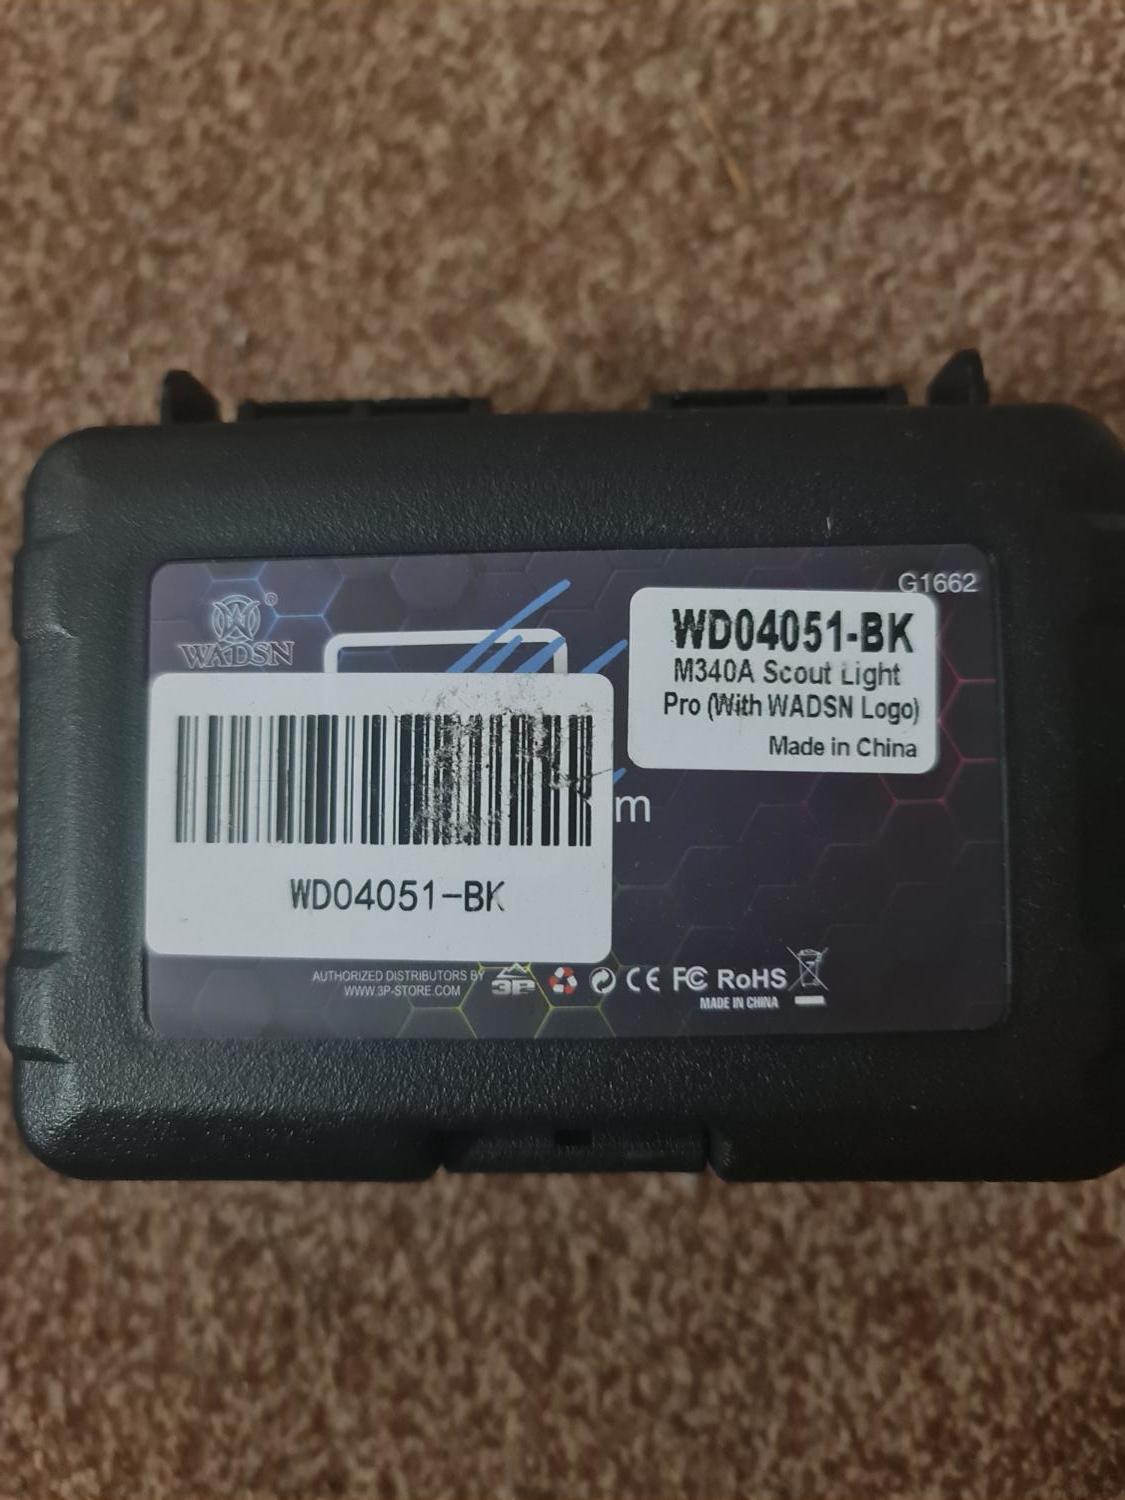 G1662
WADSN
®
WD04051-BK
M340A Scout Light
Pro (With WADSN Logo)
Made in China
m
WD04051-BK
AUTHORIZED DISTRIBUTORS BY
WWW.3P-STORE.COM
3P
CE FC RoHS
MADE IN CHINA